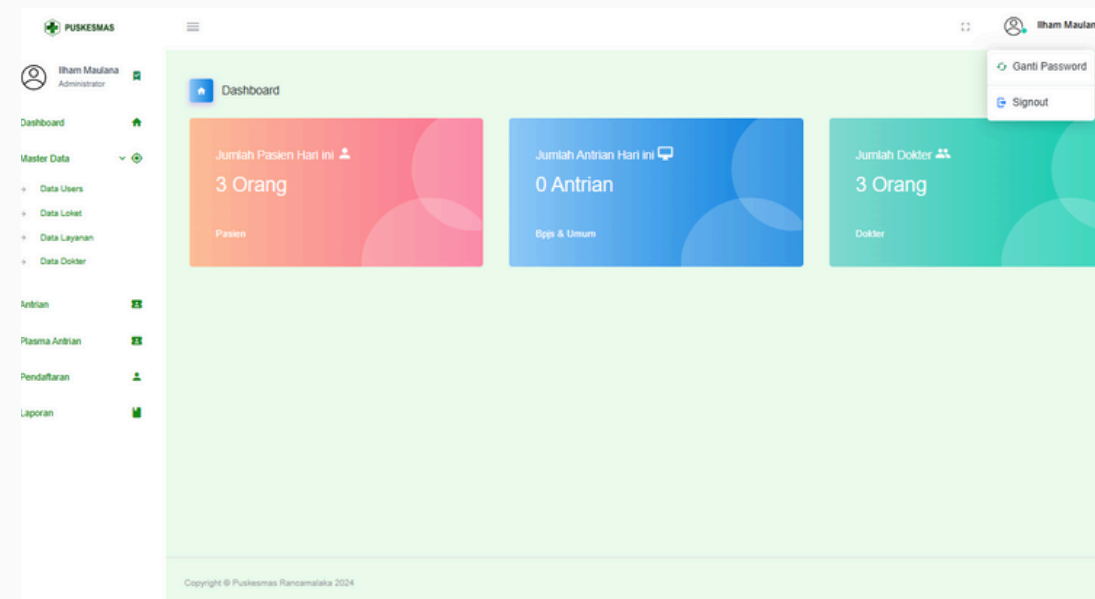 PUSKESMAS
Ilham Maulan
Ganti Password
Signout
Ilham Maulana
Administrator
Dashboard
Master Data
Data Users
Data Loket
Data Layanan
Data Dokter
Antrian
Plasma Antrian
Pendaftaran
Laporan
Dashboard
Jumlah Pasien Hari ini
3 Orang
Pasien
Jumlah Antrian Hari ini
0 Antrian
Bpjs & Umum
Jumlah Dokter
3 Orang
Dokter
Copyright © Puskesmas Rancamalaka 2024